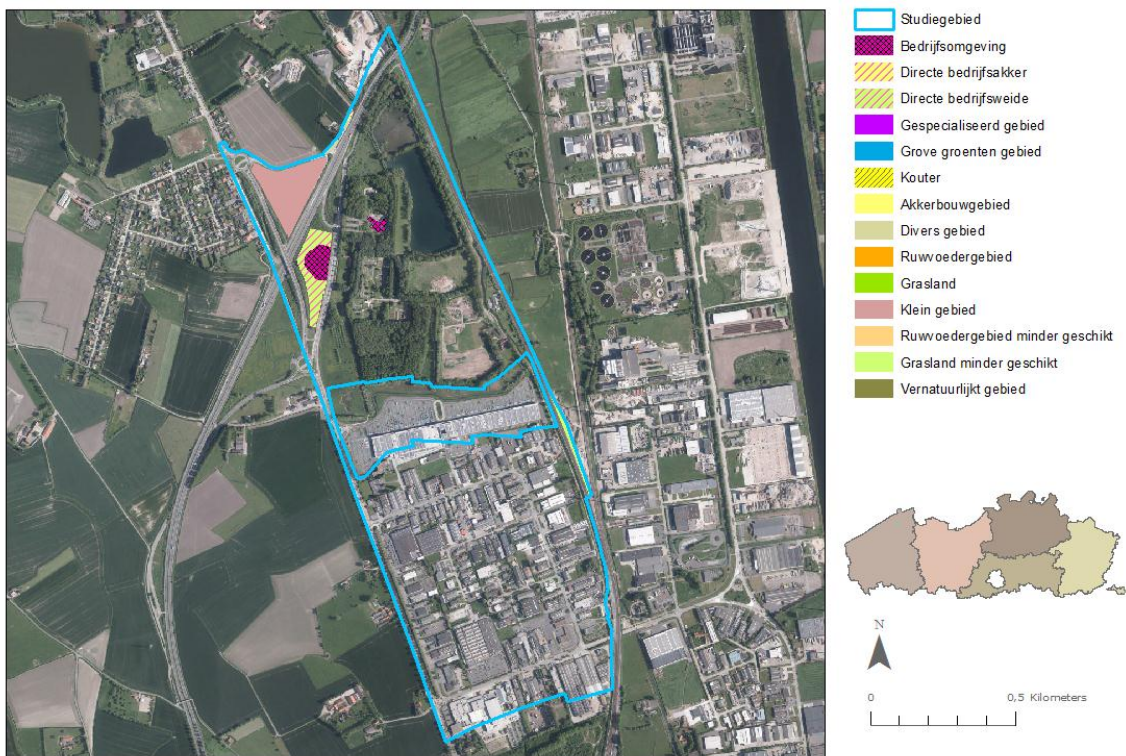 Studiegebied
Bedrijfsomgeving
Directe bedrijfsakker
Directe bedrijfsweide
Gespecialiseerd gebied
Grove groenten gebied
Kouter
Akkerbouwgebied
Divers gebied
Ruwvoedergebied
Grasland
Klein gebied
Ruwvoedergebied minder geschikt
Grasland minder geschikt
Vernatuurlijkt gebied
N
0 0,5 Kilometers